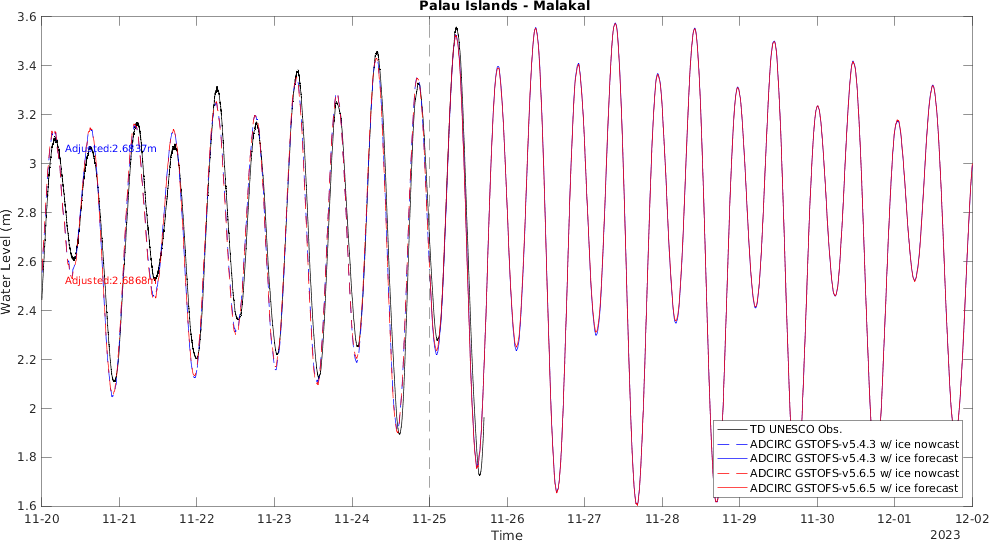 Palau Islands - Malakal
3.6
3.4
3.2
3
2.8
2.6
2.4
2.2
2
1.8
1.6
Water Level (m)
Adjusted:2.6837m
Adjusted:2.6868m
TD UNESCO Obs.
ADCIRC GSTOFS-v5.4.3 w/ ice nowcast
ADCIRC GSTOFS-v5.4.3 w/ ice forecast
ADCIRC GSTOFS-v5.6.5 w/ ice nowcast
ADCIRC GSTOFS-v5.6.5 w/ ice forecast
11-20 11-21 11-22 11-23 11-24 11-25 11-26 11-27 11-28 11-29 11-30 12-01 12-02
Time
2023